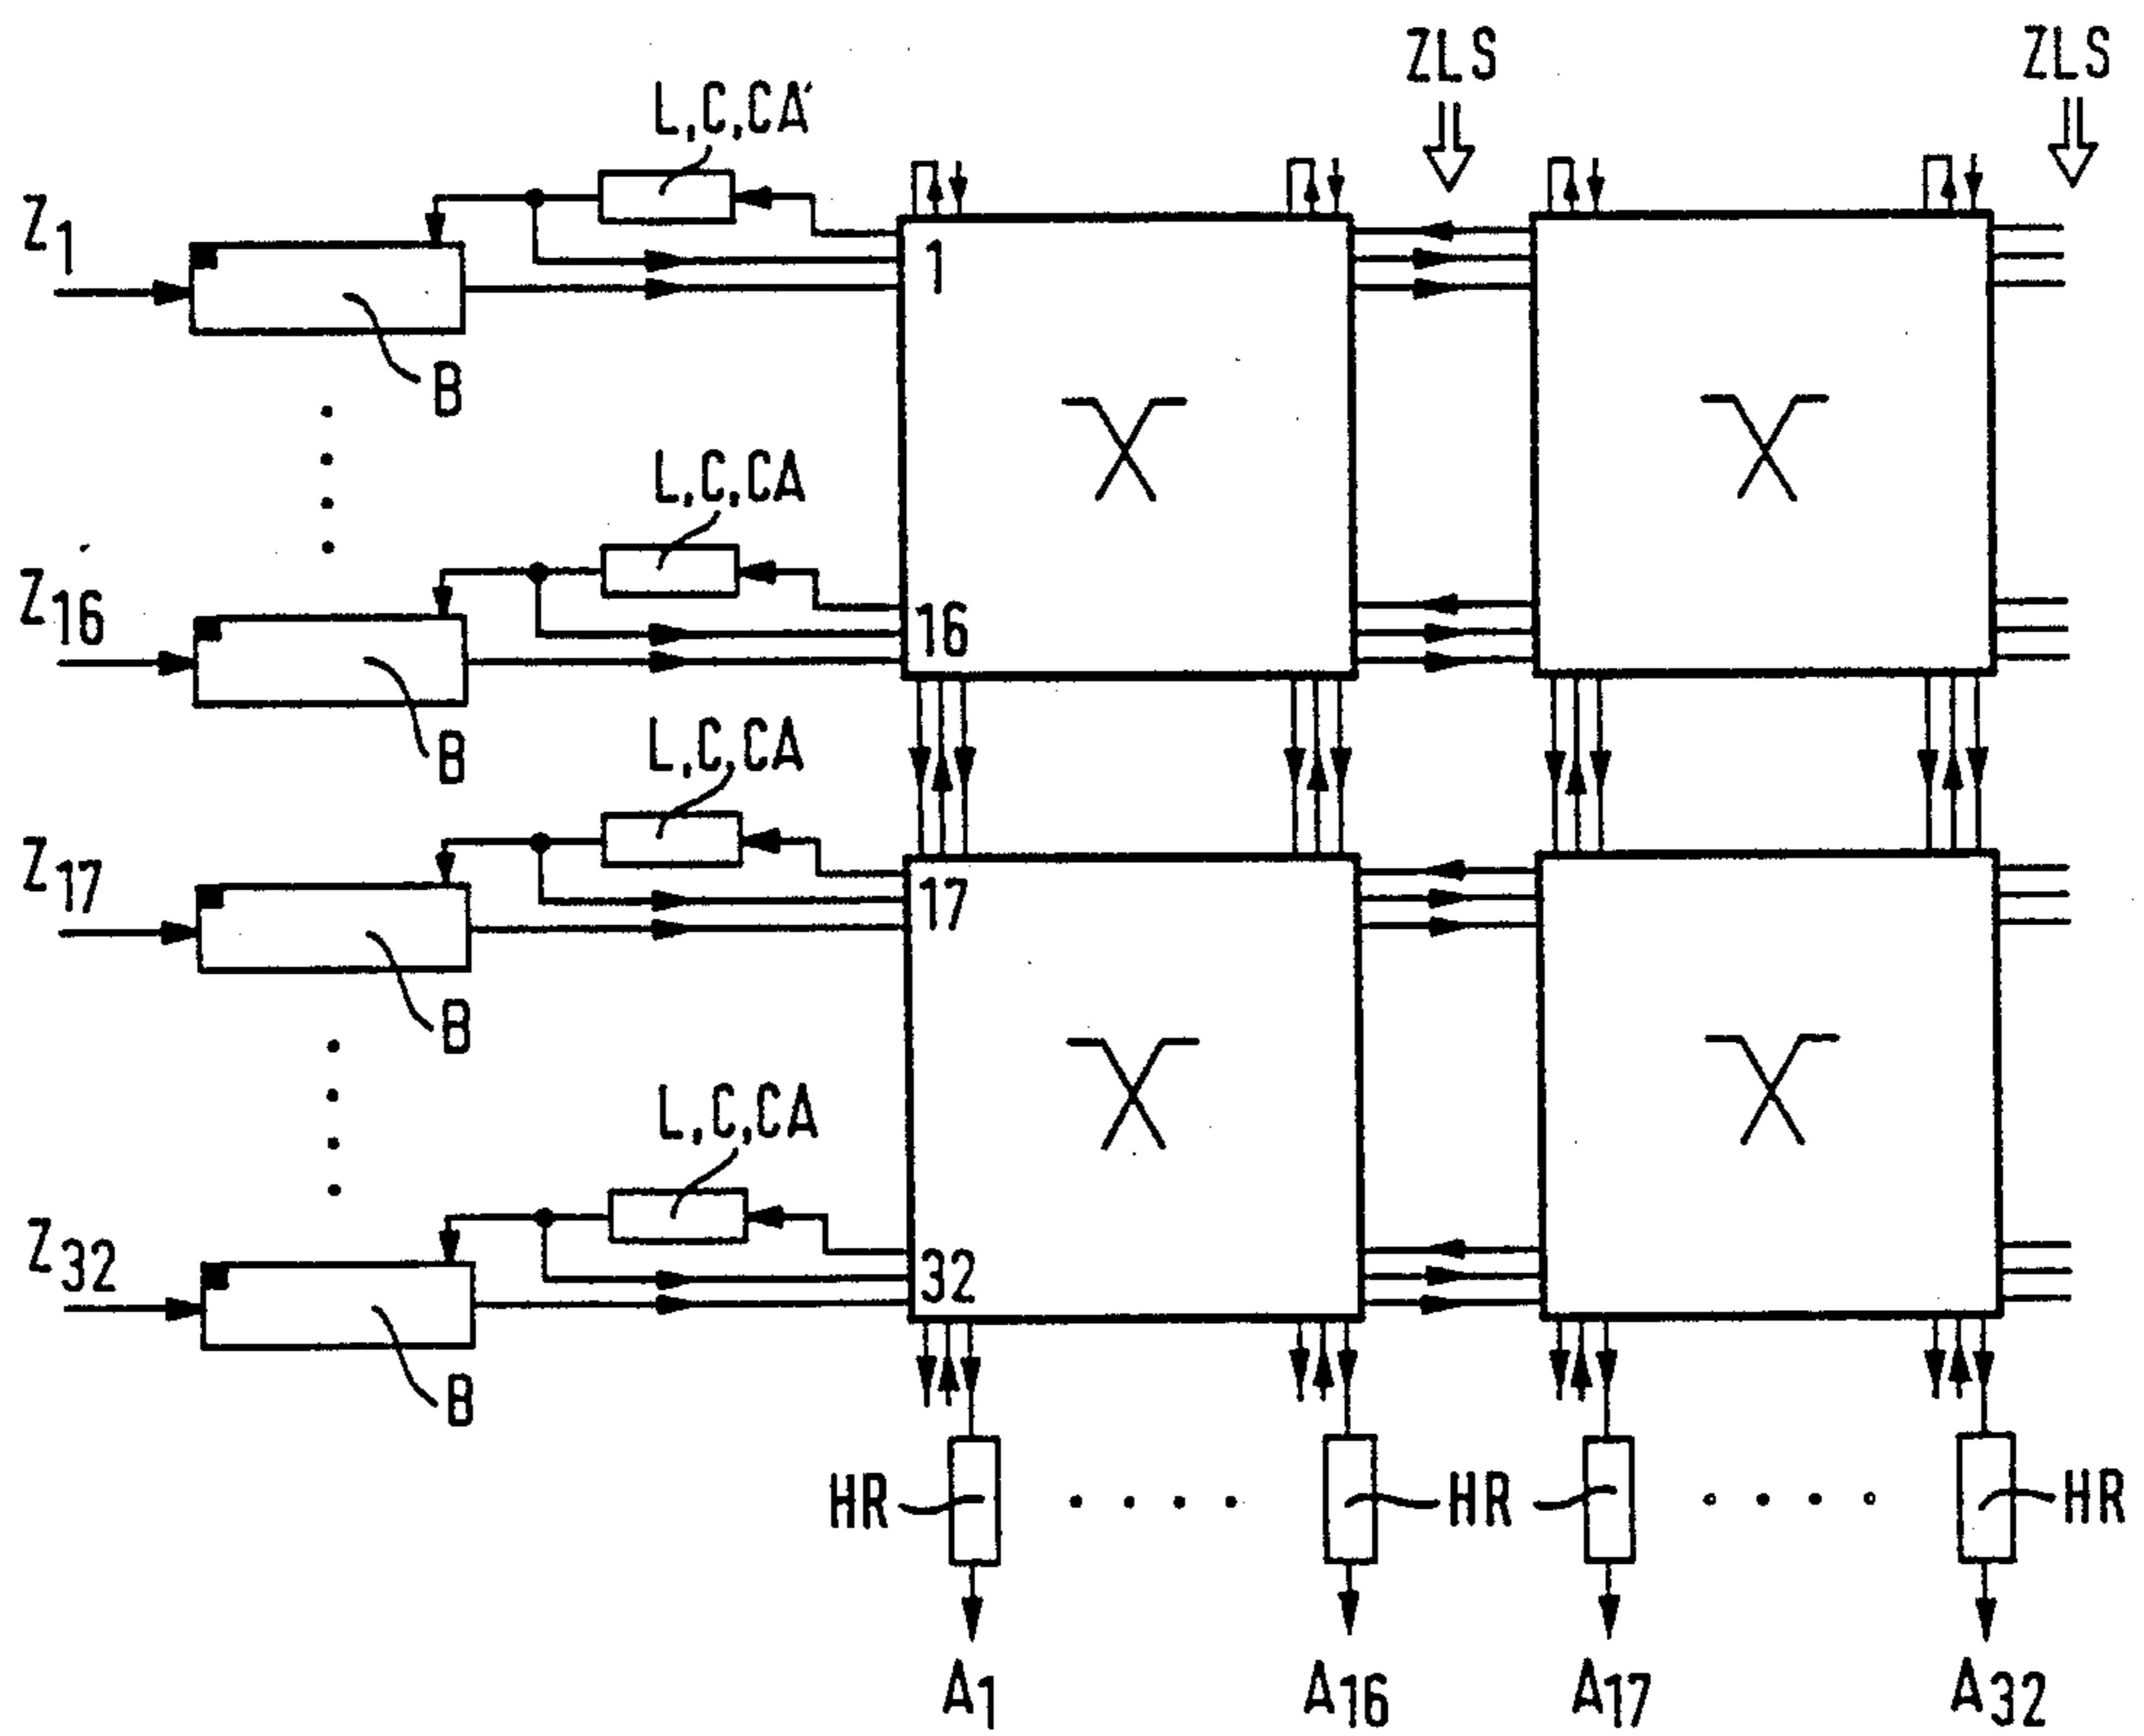 ZLS ZLS
L,C,CA
Z1
1
B
L,C,CA
Z16
16
B
L,C,CA
Z17
17
B
L,C,CA
Z32
32
B
HR HR HR
A1 A16 A17 A32